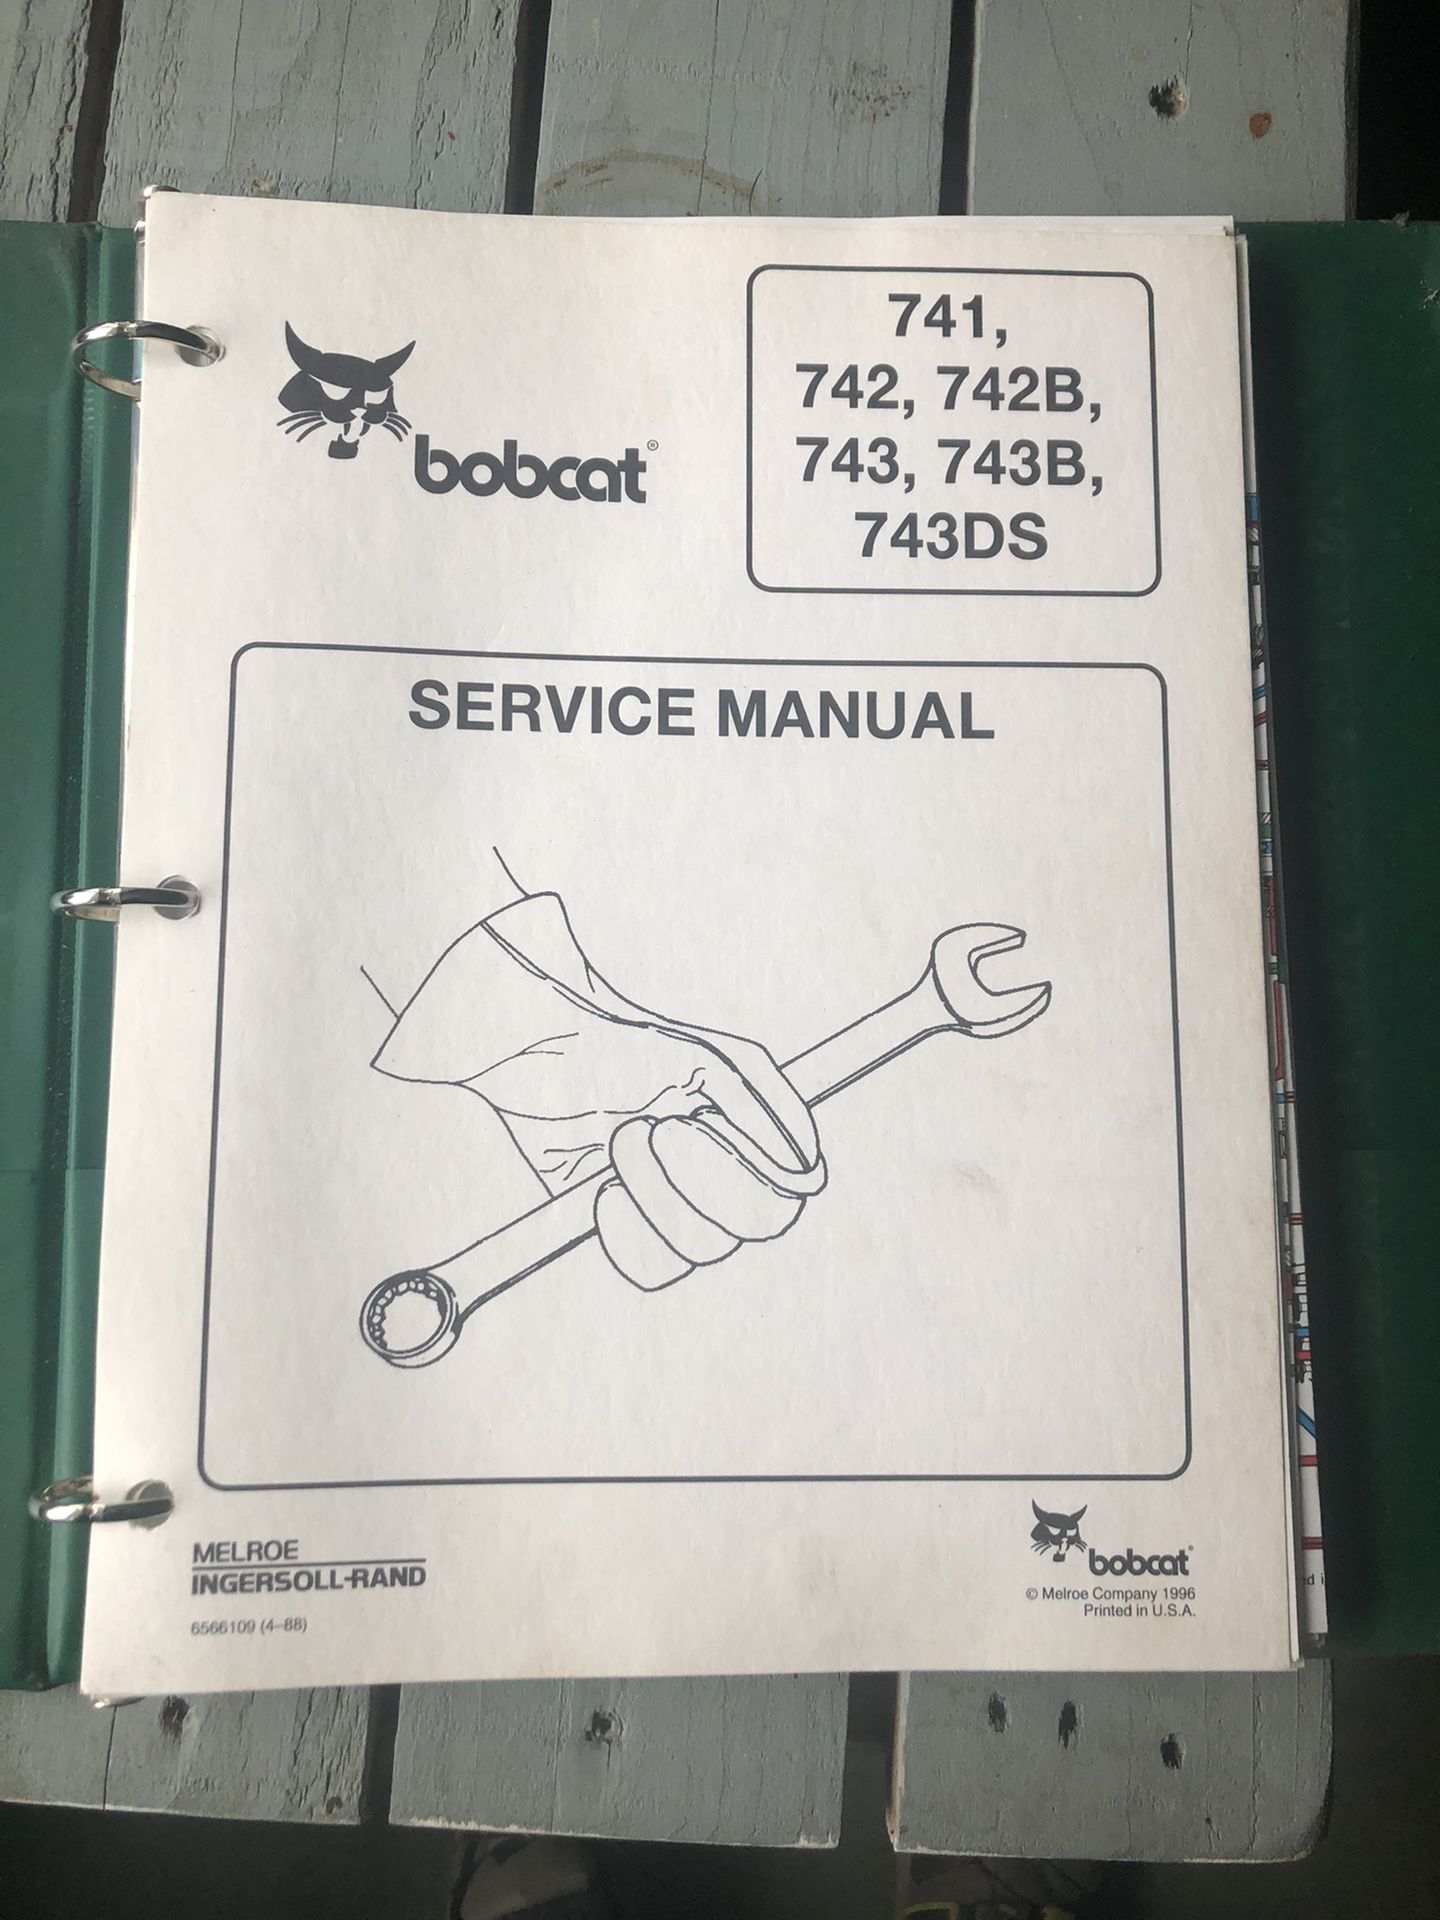 741,
742, 742B,
743, 743B,
743DS
bobcat®
SERVICE MANUAL
MELROE
INGERSOLL-RAND
6566109 (4–88)
bobcat®
© Melroe Company 1996
Printed in U.S.A.